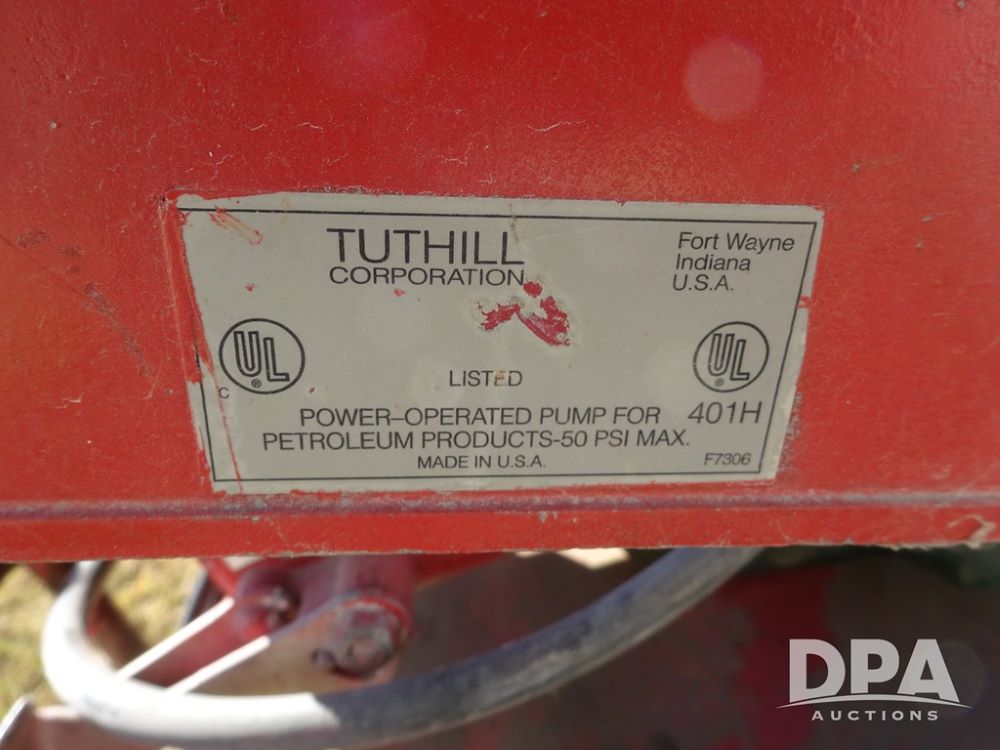 TUTHILL
CORPORATION
Fort Wayne
Indiana
U.S.A.
UL
®
C
UL
®
LISTED
POWER-OPERATED PUMP FOR 401H
PETROLEUM PRODUCTS-50 PSI MAX.
MADE IN U.S.A. F7306
DPA
AUCTIONS